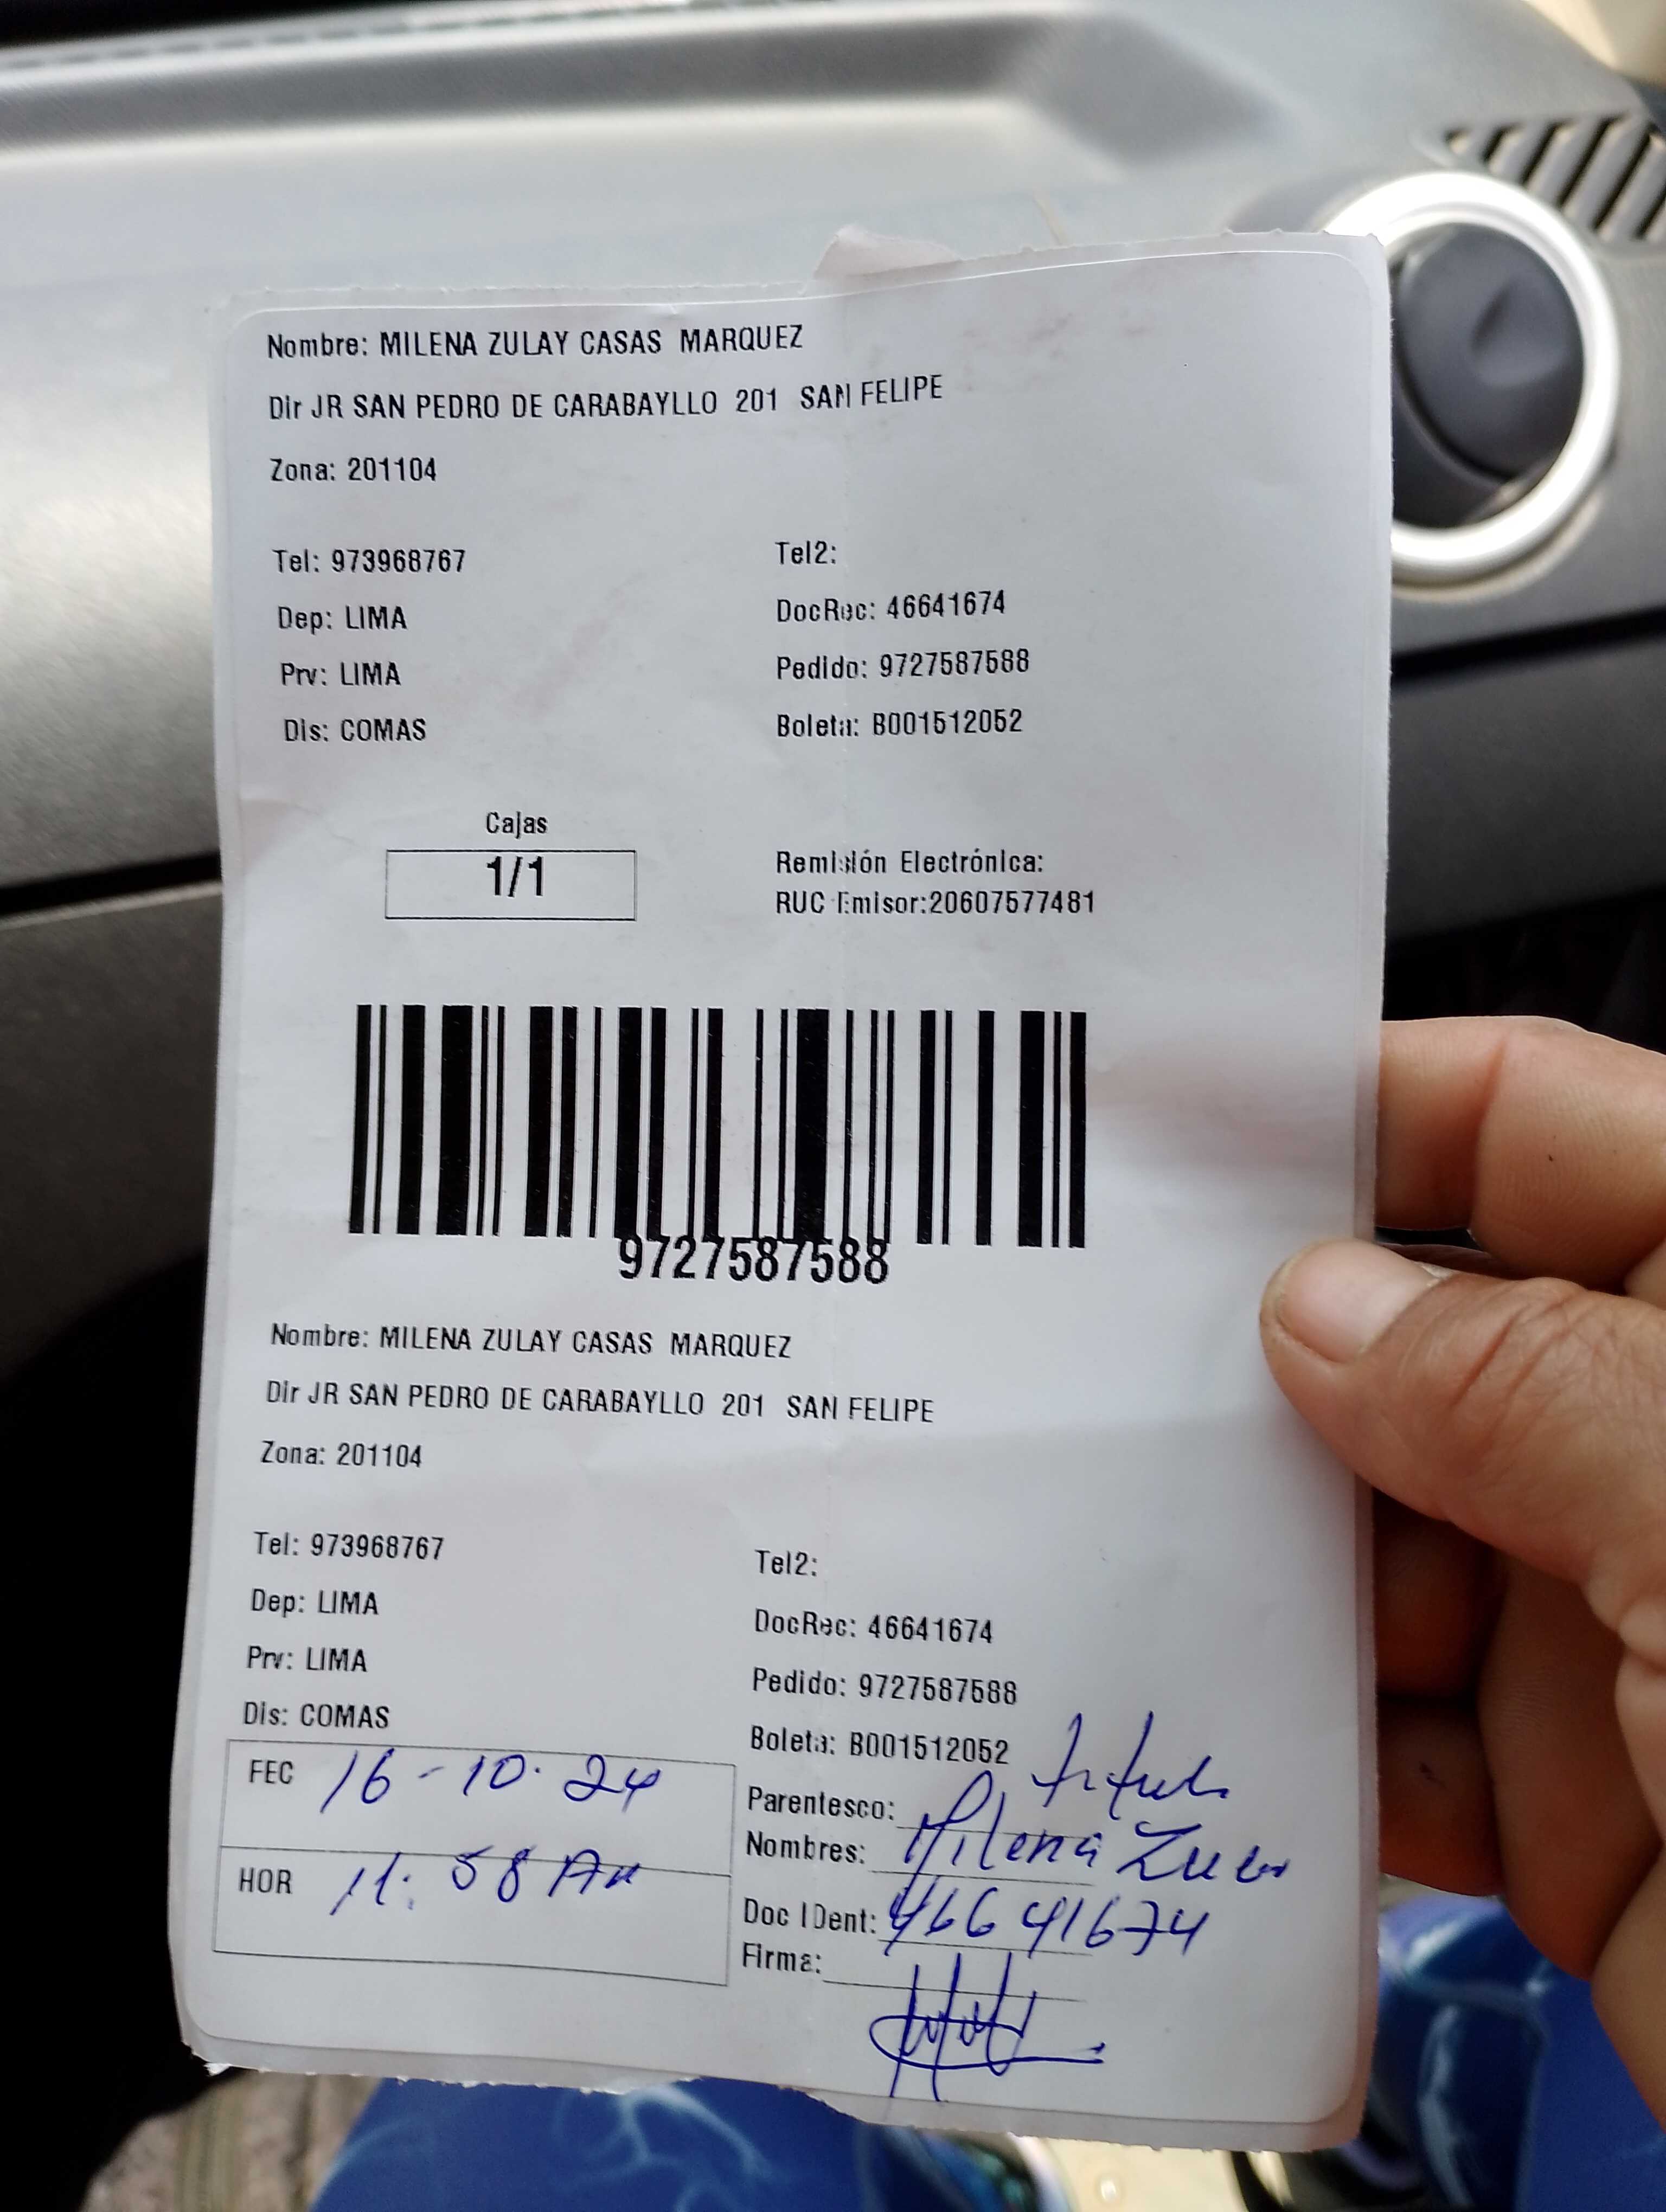 Nombre: MILENA ZULAY CASAS MARQUEZ
Dir JR SAN PEDRO DE CARABAYLLO 201 SAN FELIPE
Zona: 201104
Tel: 973968767 Tel2:
Dep: LIMA DocRec: 46641674
Prv: LIMA Pedido: 9727587588
Dis: COMAS Boleta: B001512052
Cajas
1/1
Remisión Electrónica:
RUC Emisor:20607577481
9727587588
Nombre: MILENA ZULAY CASAS MARQUEZ
Dir JR SAN PEDRO DE CARABAYLLO 201 SAN FELIPE
Zona: 201104
Tel: 973968767 Tel2:
Dep: LIMA DocRec: 46641674
Prv: LIMA Pedido: 9727587588
Dis: COMAS Boleta: B001512052
FEC 16-10.24
HOR 11:58 AM
Parentesco:
Nombres: Milena
Doc IDent: 46641674
Firma: